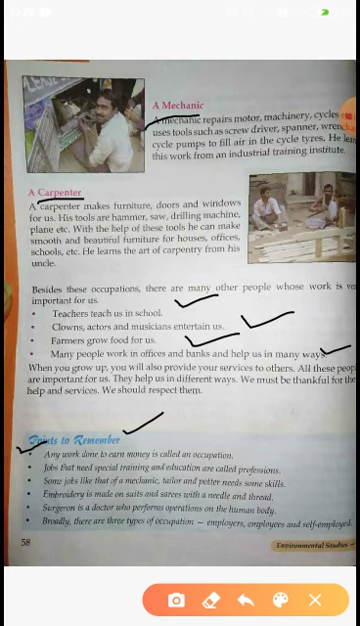 A Mechanic
A mechanic repairs motor, machinery, cycles
uses tools such as screw driver, spanner, wrench
cycle pumps to fill air in the cycle tyres. He
this work from an industrial training institute.
A Carpenter
A carpenter makes furniture, doors and windows
for us. His tools are hammer, saw, drilling machine,
plane etc. With the help of these tools he can make
smooth and beautiful furniture for houses, offices,
schools, etc. He learns the art of carpentry from his
uncle.
Besides these occupations, there are many other people whose work is
important for us.
• Teachers teach us in school.
• Clowns, actors and musicians entertain us.
• Farmers grow food for us.
• Many people work in offices and banks and help us in many ways.
When you grow up, you will also provide your services to others. All these
are important for us. They help us in different ways. We must be thankful for
help and services. We should respect them.
Points to Remember
• Any work done to earn money is called an occupation.
• Jobs that need special training and education are called professions.
• Some jobs like that of a mechanic, tailor and potter needs some skills.
• Embroidery is made on suits and sarees with a needle and thread.
• Surgeon is a doctor who performs operations on the human body.
• Broadly, there are three types of occupation — employers, employees and self-employed.
58
Environmental Studies